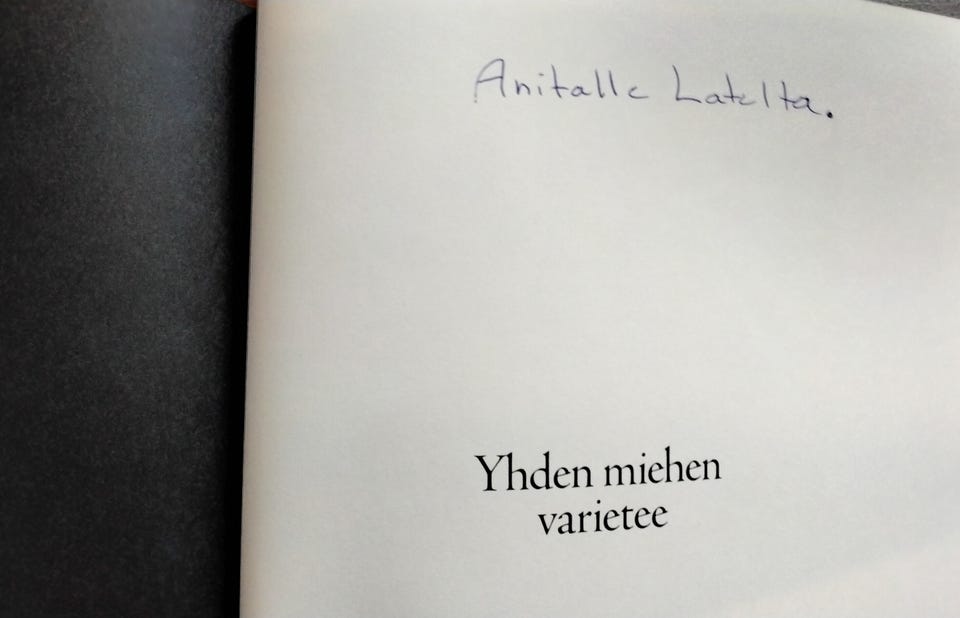 Anitalle Latelta.
Yhden miehen
varietee